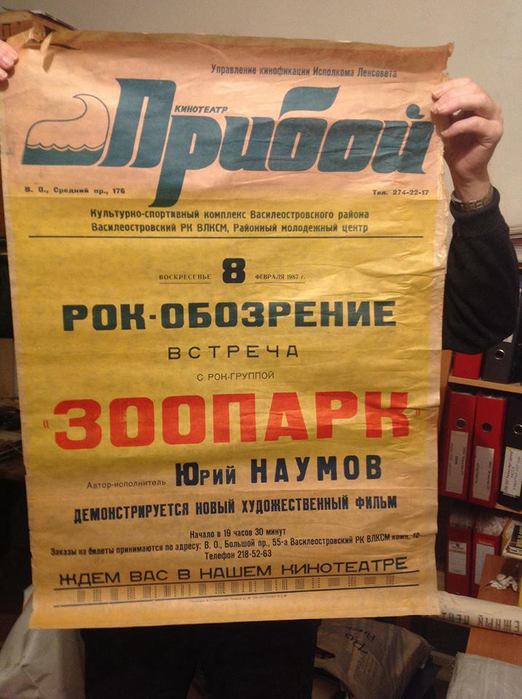 Управление кинофикации Исполкома Ленсовета
КИНОТЕАТР
Прибой
В. О., Средний пр., 176
Тел. 274-22-17
Культурно-спортивный комплекс Василеостровского района
Василеостровский РК ВЛКСМ, Районный молодежный центр
ВОСКРЕСЕНЬЕ 8 ФЕВРАЛЯ 1987 г.
РОК-ОБОЗРЕНИЕ
ВСТРЕЧА
С РОК-ГРУППОЙ
"ЗООПАРК"
Автор-исполнитель Юрий НАУМОВ
ДЕМОНСТРИРУЕТСЯ НОВЫЙ ХУДОЖЕСТВЕННЫЙ ФИЛЬМ
Начало в 19 часов 30 минут
Заказы на билеты принимаются по адресу: В. О., Большой пр., 55-а Василеостровский РК ВЛКСМ
Телефон 218-52-63
ЖДЕМ ВАС В НАШЕМ КИНОТЕАТРЕ